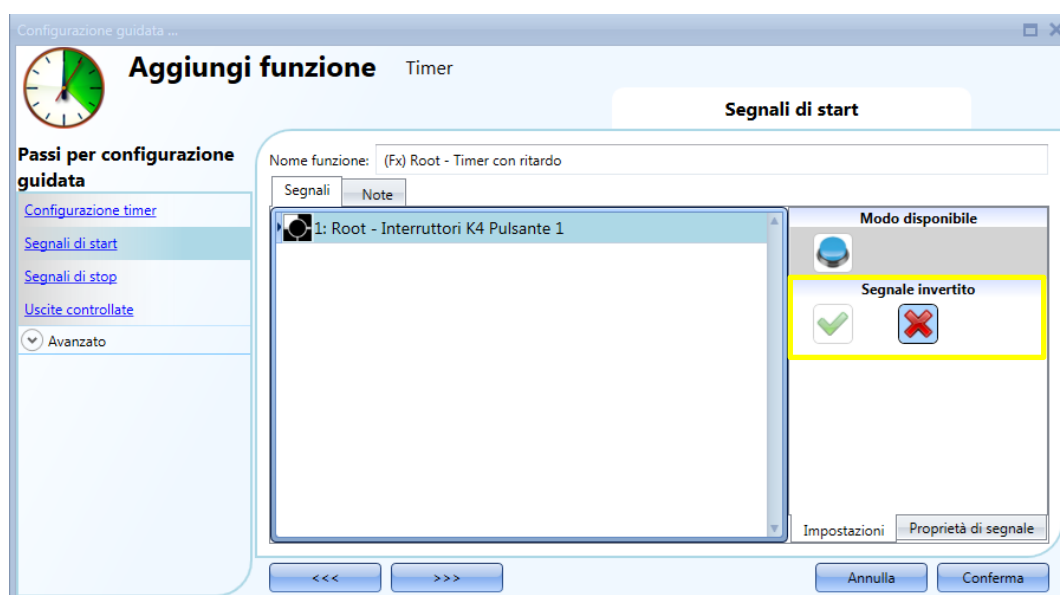 Configurazione guidata ...
Aggiungi funzione Timer
Segnali di start
Passi per configurazione
guidata
Configurazione timer
Segnali di start
Segnali di stop
Uscite controllate
Avanzato
Nome funzione: (Fx) Root - Timer con ritardo
Segnali Note
1: Root - Interruttori K4 Pulsante 1
Modo disponibile
Segnale invertito
Impostazioni Proprietà di segnale
<<< >>> Annulla Conferma